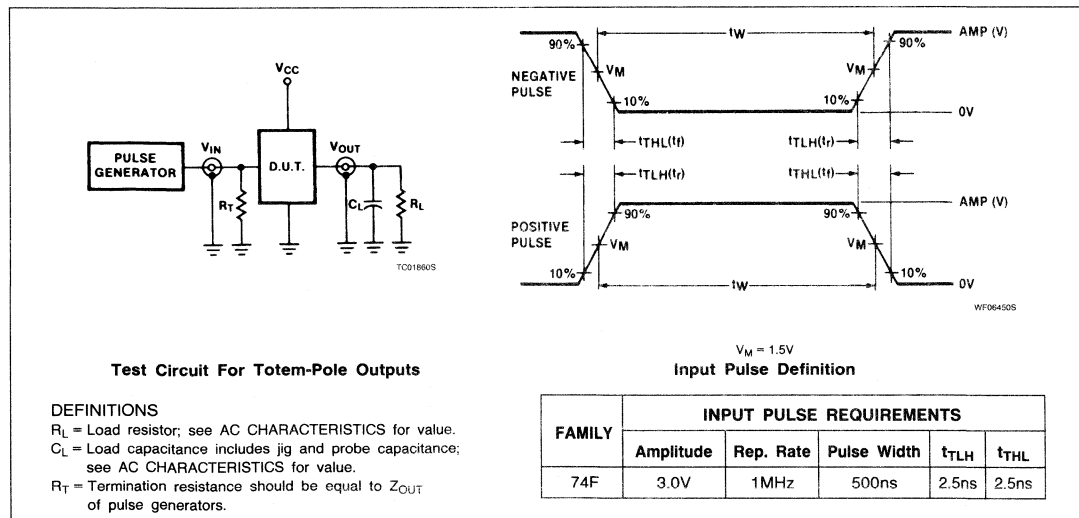 VCC
PULSE
GENERATOR
VIN
RT
D.U.T.
VOUT
CL
RL
TC01860S
Test Circuit For Totem-Pole Outputs
DEFINITIONS
RL = Load resistor; see AC CHARACTERISTICS for value.
CL = Load capacitance includes jig and probe capacitance;
see AC CHARACTERISTICS for value.
RT = Termination resistance should be equal to ZOUT
of pulse generators.
NEGATIVE
PULSE
90%
VM
10%
tW
10%
VM
90%
AMP (V)
0V
tTHL(tf)
tTLH(tr)
tTLH(tr)
tTHL(tf)
POSITIVE
PULSE
90%
VM
10%
tW
90%
VM
10%
AMP (V)
0V
WF06450S
VM = 1.5V
Input Pulse Definition
FAMILY
INPUT PULSE REQUIREMENTS
Amplitude Rep. Rate Pulse Width tTLH tTHL
74F 3.0V 1MHz 500ns 2.5ns 2.5ns